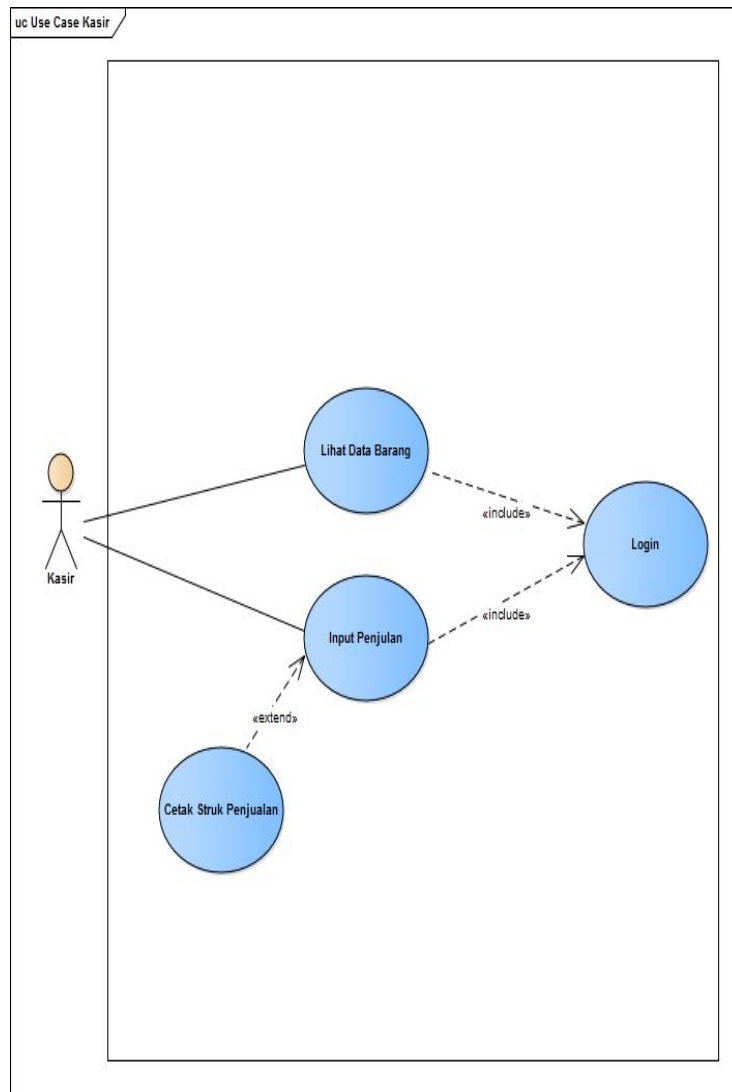 uc Use Case Kasir
Lihat Data Barang
«include»
Login
Kasir
Input Penjulan
«include»
«extend»
Cetak Struk Penjualan